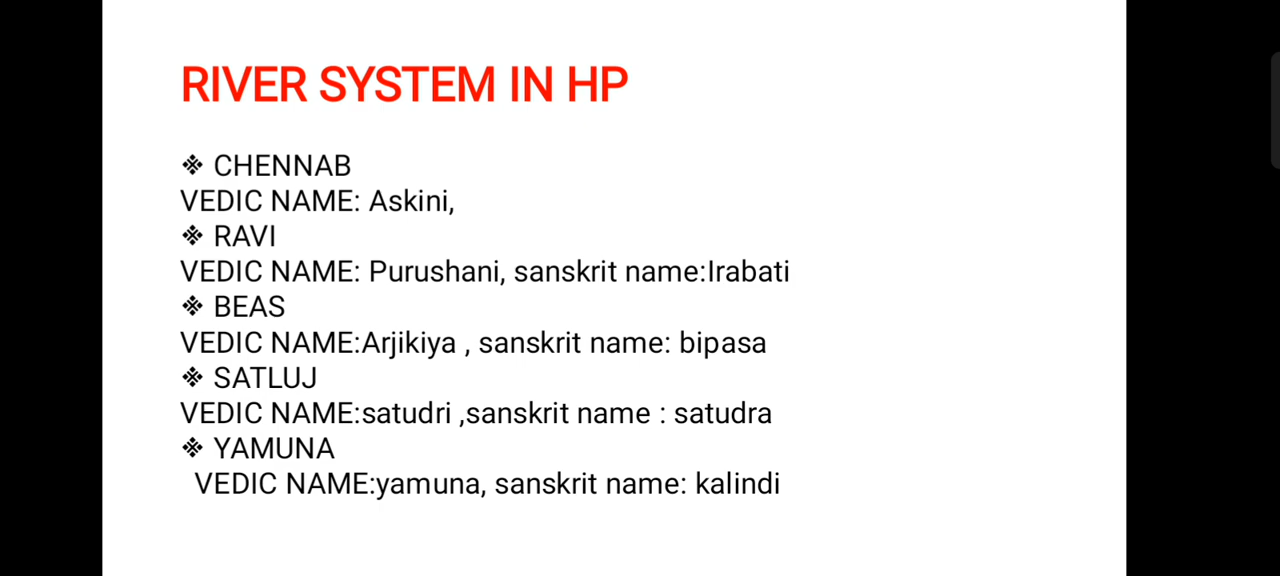 RIVER SYSTEM IN HP
❖ CHENNAB
VEDIC NAME: Askini,
❖ RAVI
VEDIC NAME: Purushani, sanskrit name:Irabati
❖ BEAS
VEDIC NAME:Arjikiya , sanskrit name: bipasa
❖ SATLUJ
VEDIC NAME:satudri ,sanskrit name : satudra
❖ YAMUNA
VEDIC NAME:yamuna, sanskrit name: kalindi